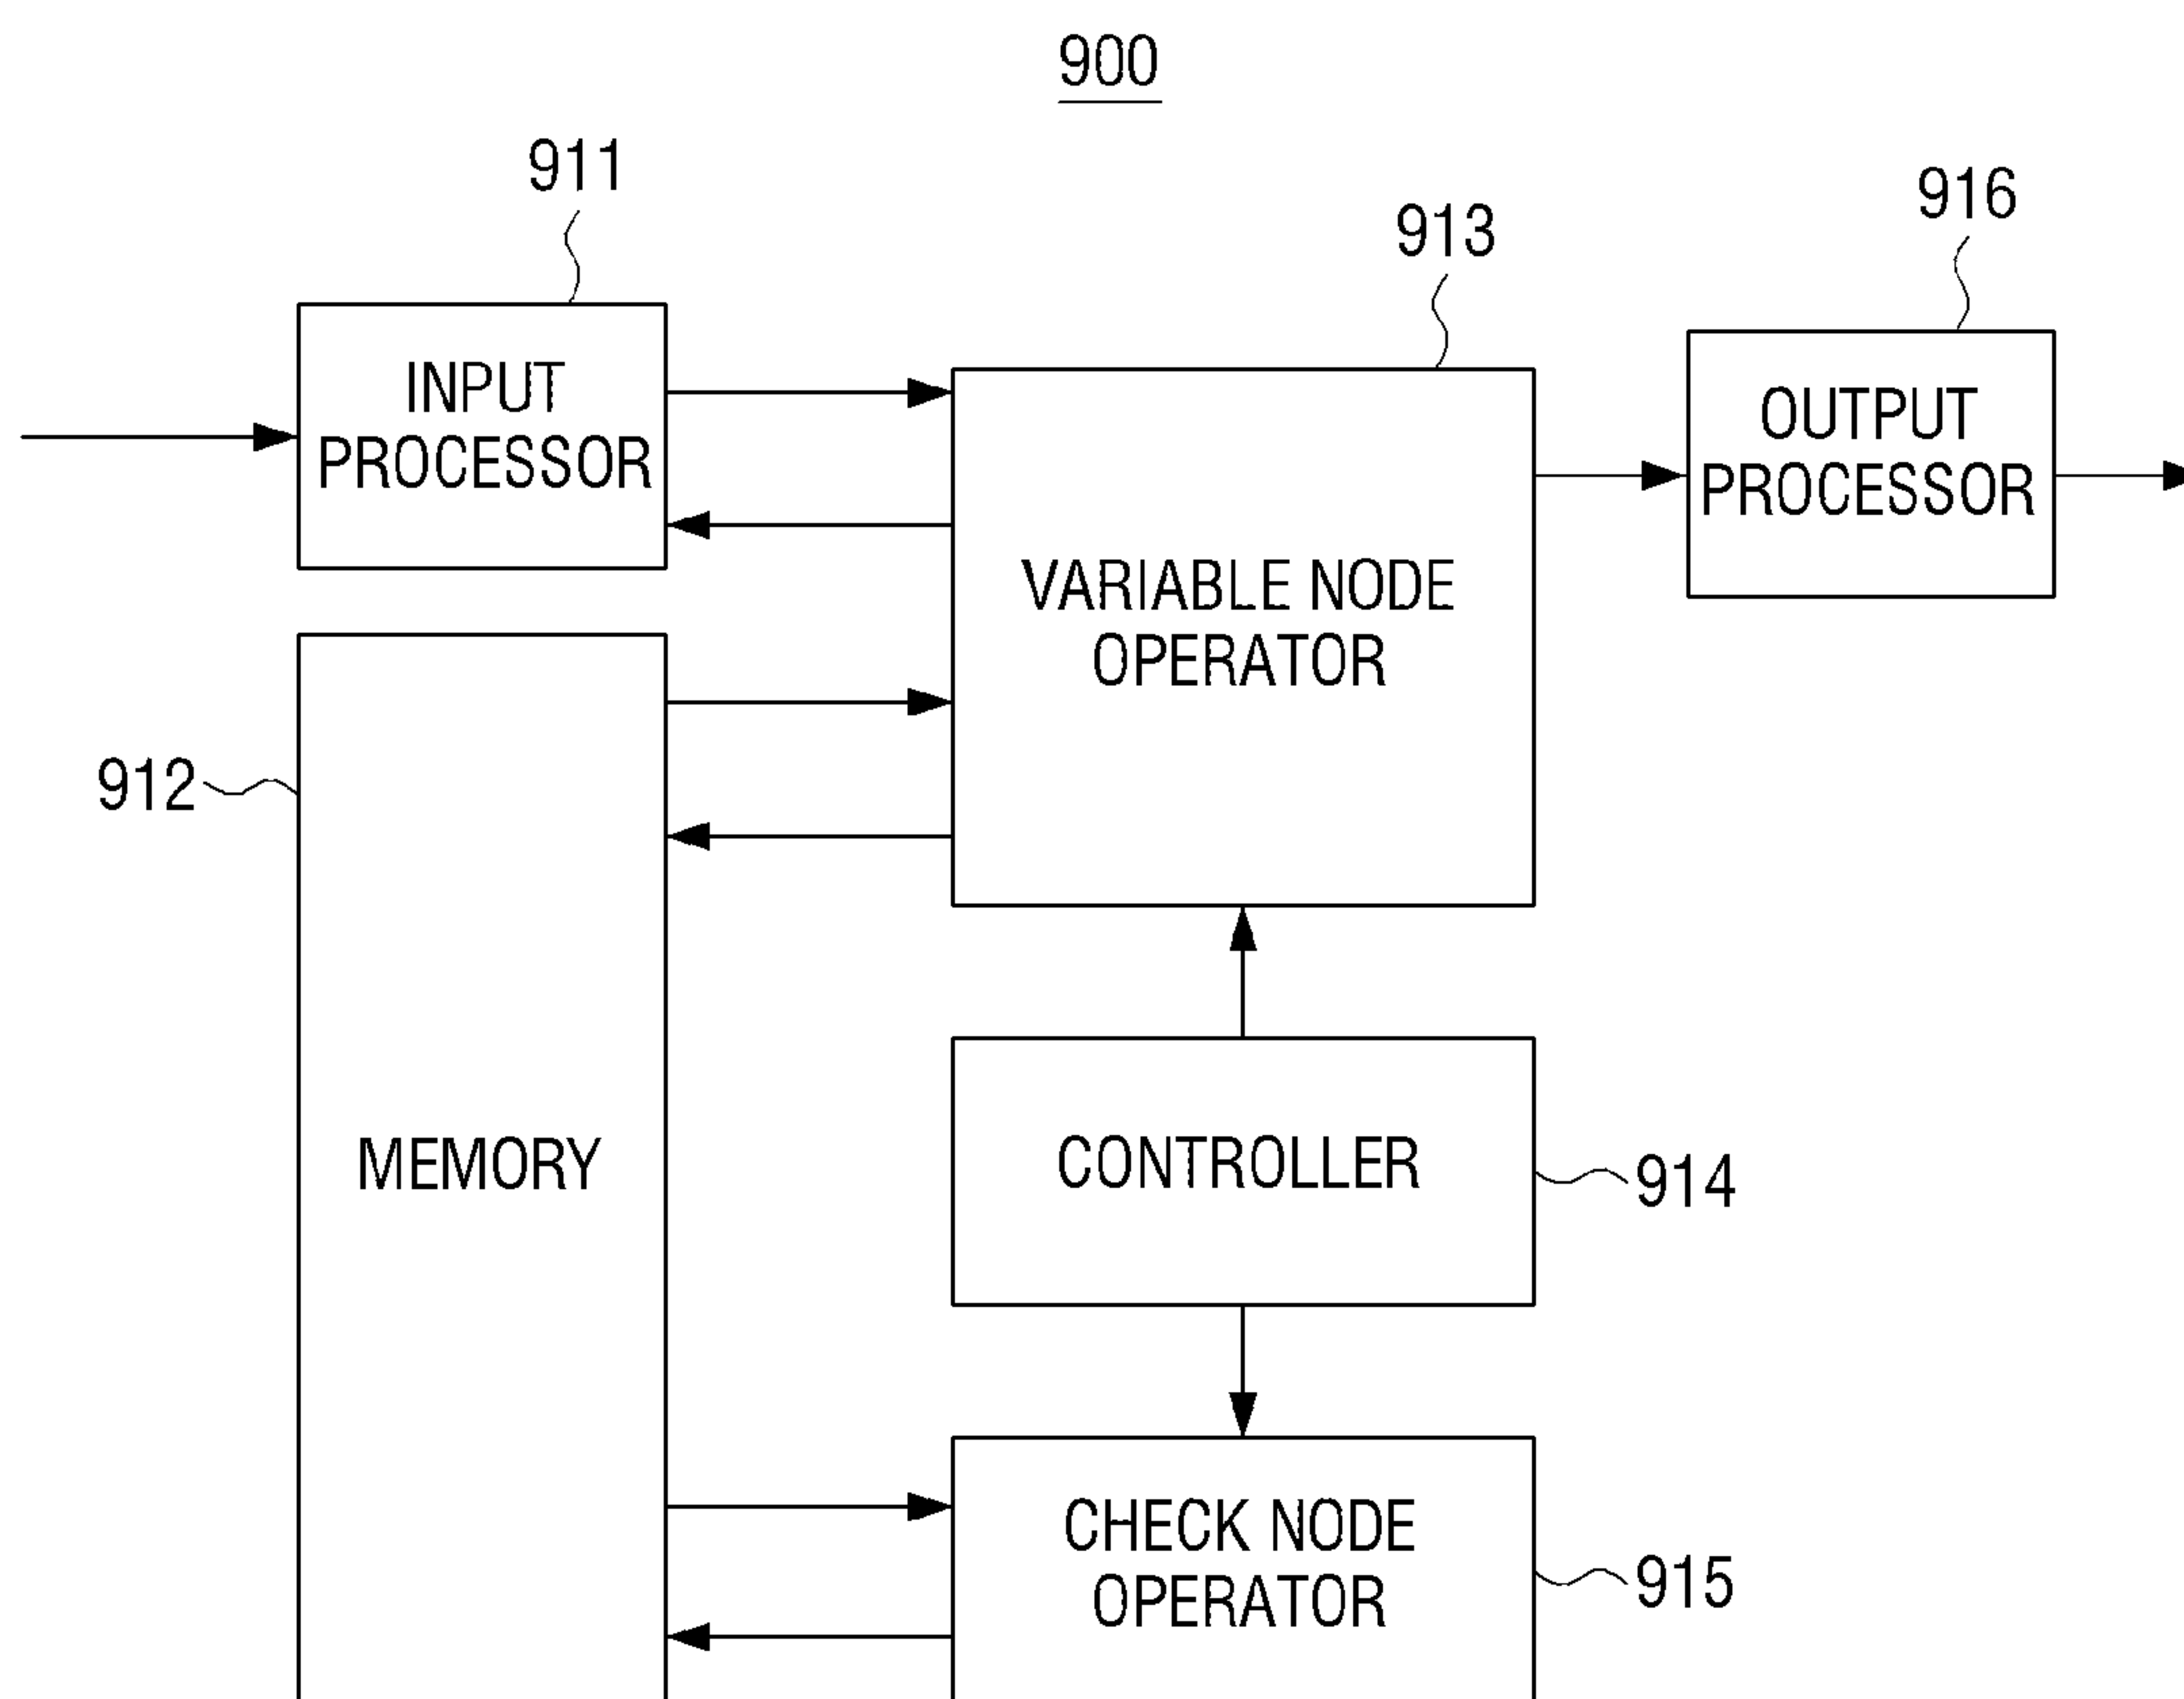 900
911
913
916
INPUT
PROCESSOR
OUTPUT
PROCESSOR
VARIABLE NODE
OPERATOR
912
MEMORY
CONTROLLER
914
CHECK NODE
OPERATOR
915